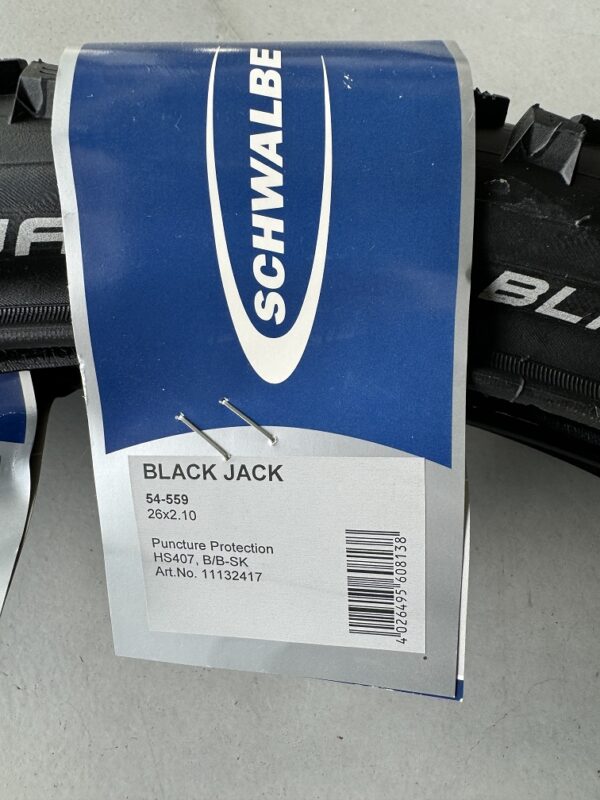 SCHWALBE
BLACK JACK
54-559
26x2.10
Puncture Protection
HS407, B/B-SK
Art.No. 11132417
4 026495 608138